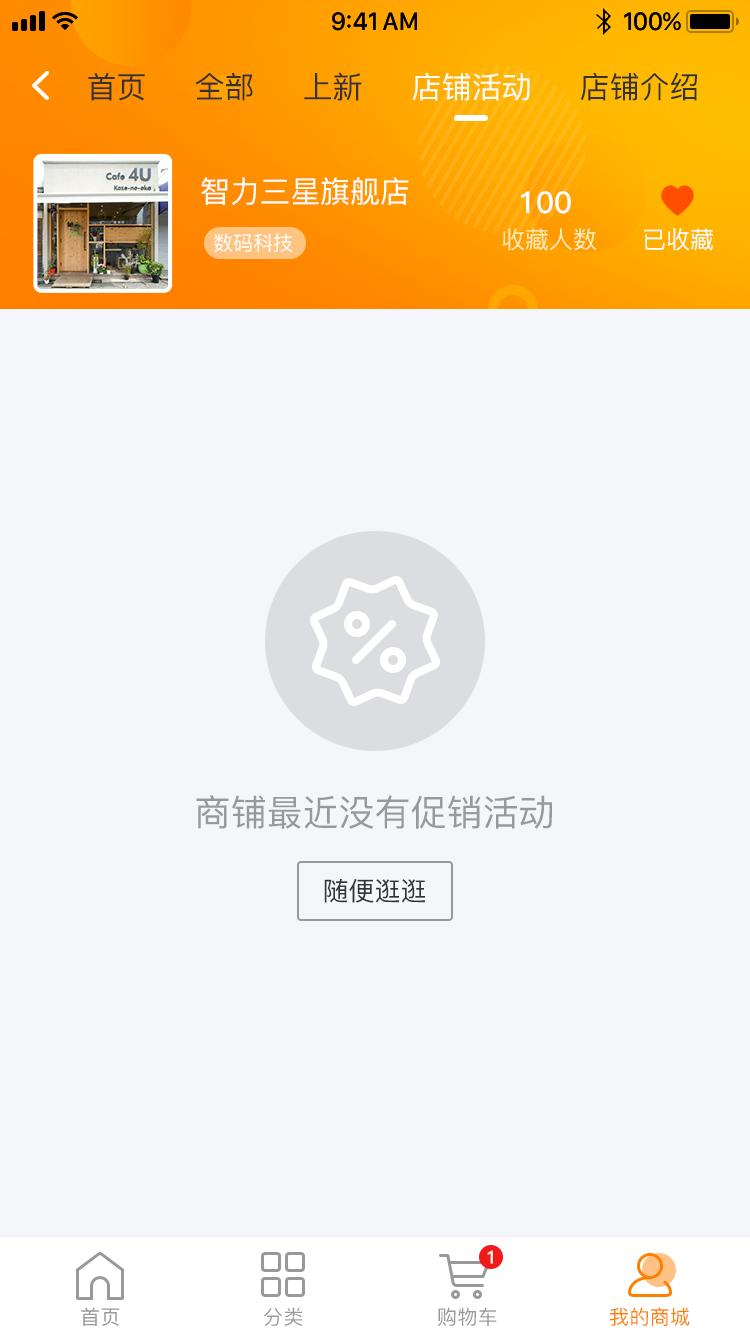 9:41 AM 100%
首页 全部 上新 店铺活动 店铺介绍
Cafe 4U
Kaze-no-oka
智力三星旗舰店
数码科技
100
收藏人数
已收藏
商铺最近没有促销活动
随便逛逛
1
首页 分类 购物车 我的商城